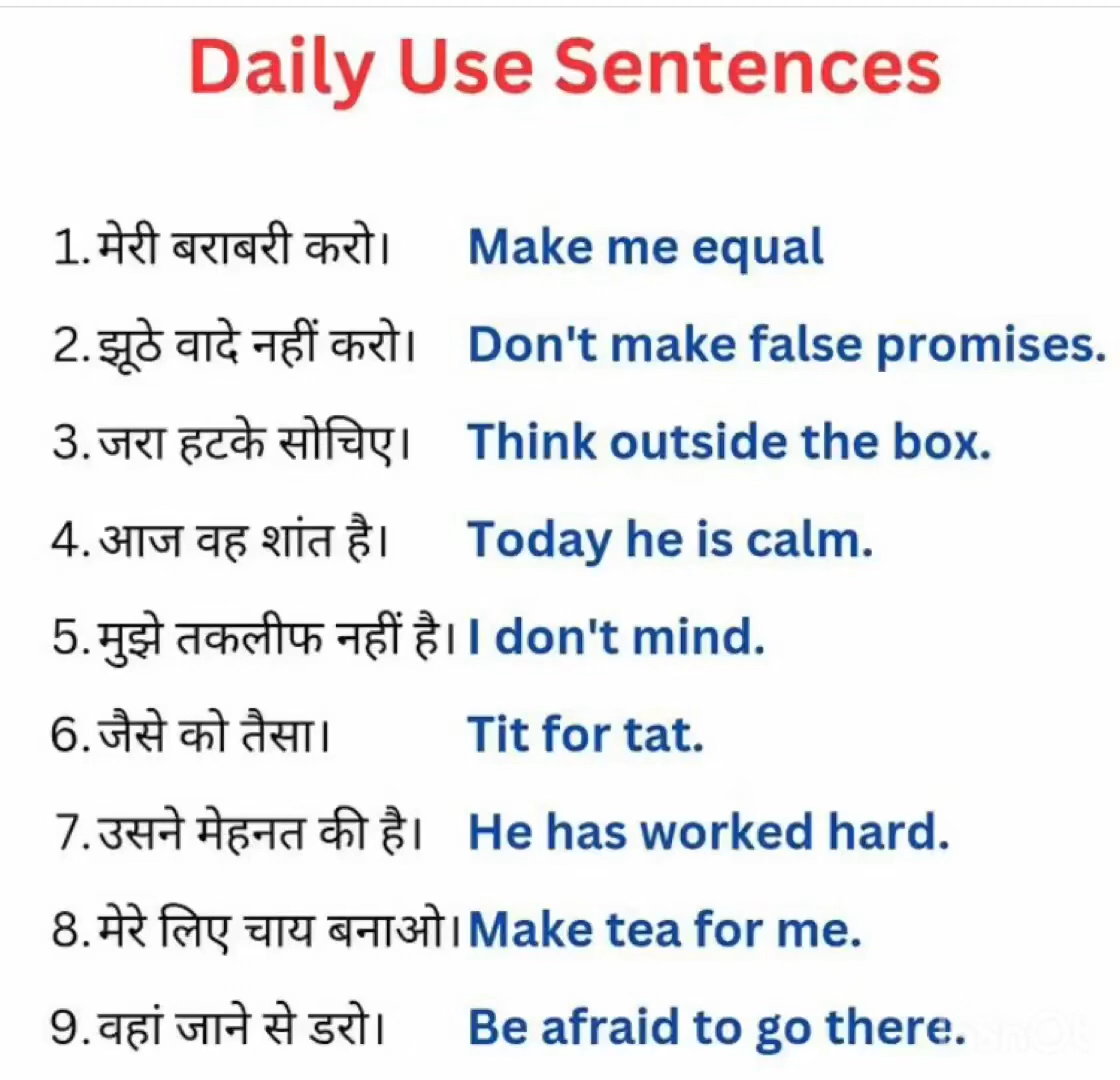 Daily Use Sentences
1. मेरी बराबरी करो। Make me equal
2. झूठे वादे नहीं करो। Don't make false promises.
3. जरा हटके सोचिए। Think outside the box.
4. आज वह शांत है। Today he is calm.
5. मुझे तकलीफ नहीं है। I don't mind.
6. जैसे को तैसा। Tit for tat.
7. उसने मेहनत की है। He has worked hard.
8. मेरे लिए चाय बनाओ। Make tea for me.
9. वहां जाने से डरो। Be afraid to go there.